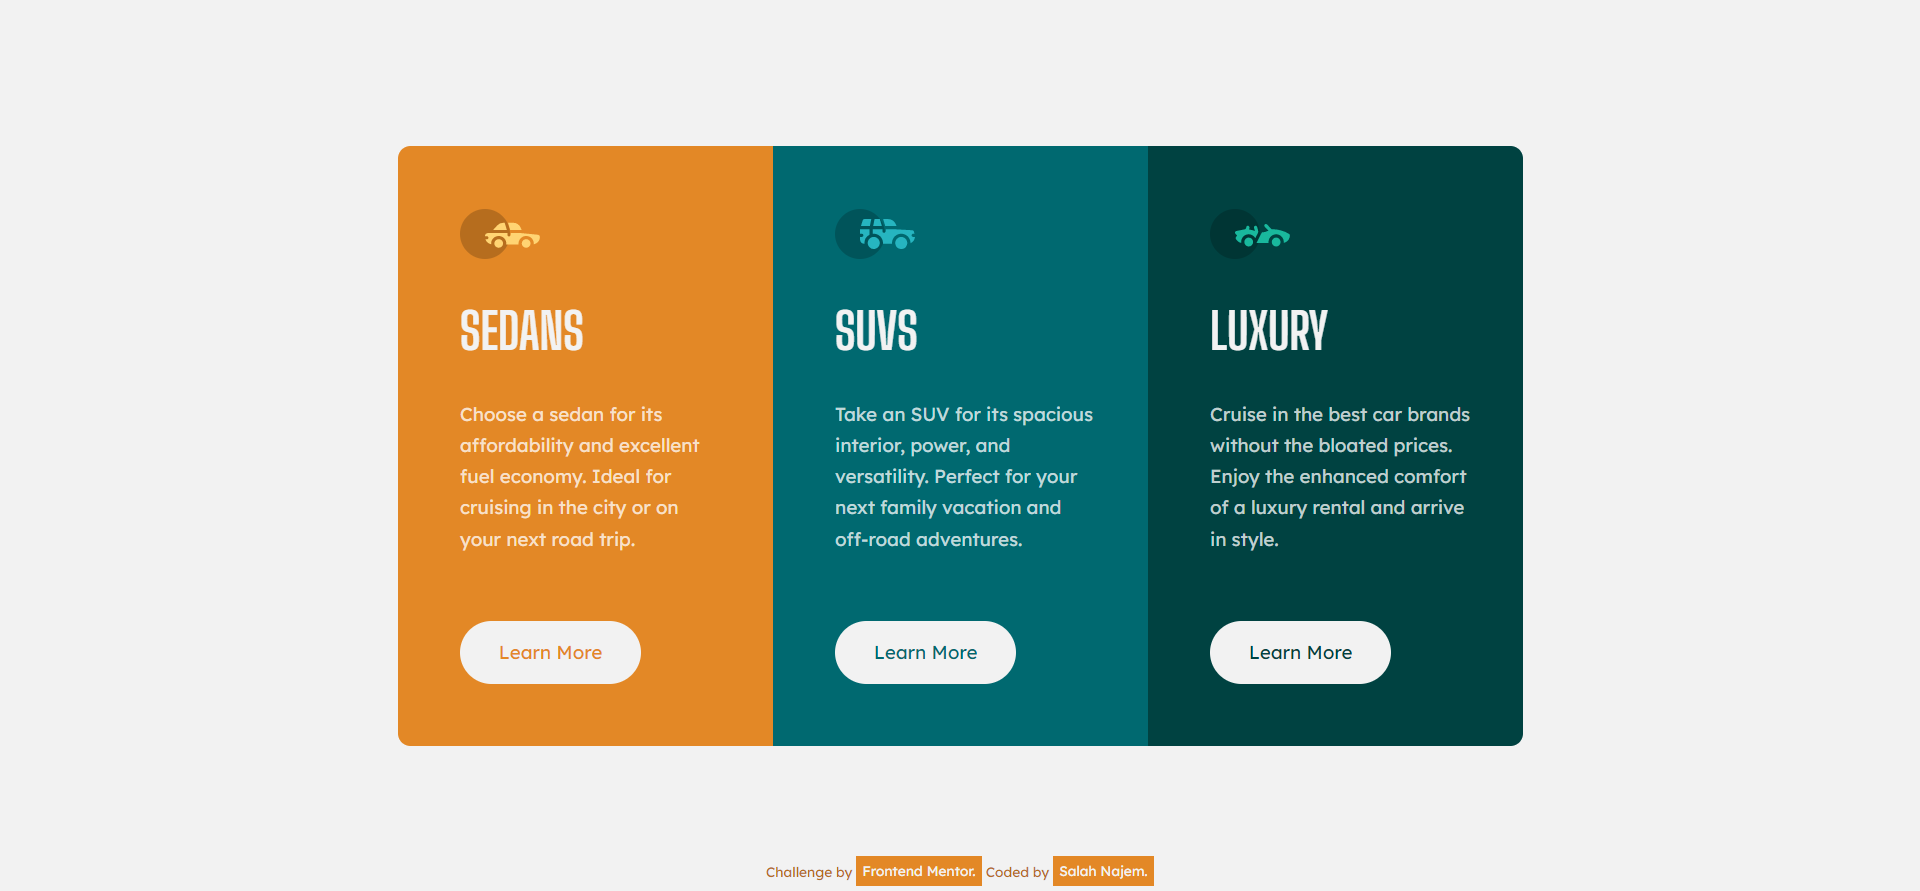 SEDANS
Choose a sedan for its
affordability and excellent
fuel economy. Ideal for
cruising in the city or on
your next road trip.
Learn More
SUVS
Take an SUV for its spacious
interior, power, and
versatility. Perfect for your
next family vacation and
off-road adventures.
Learn More
LUXURY
Cruise in the best car brands
without the bloated prices.
Enjoy the enhanced comfort
of a luxury rental and arrive
in style.
Learn More
Challenge by Frontend Mentor. Coded by Salah Najem.